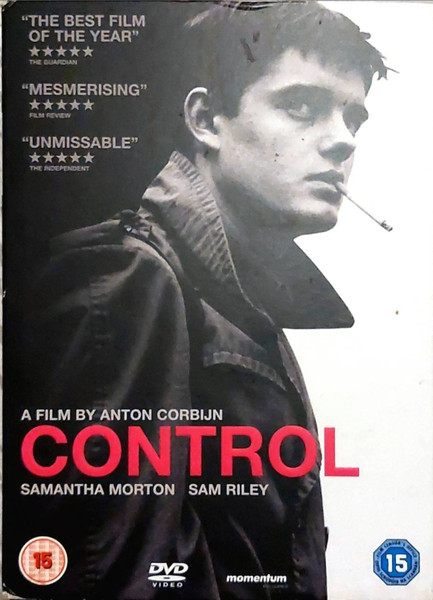 “THE BEST FILM
OF THE YEAR”
THE GUARDIAN
“MESMERISING”
FILM REVIEW
“UNMISSABLE”
THE INDEPENDENT
A FILM BY ANTON CORBIJN
CONTROL
SAMANTHA MORTON SAM RILEY
15
DVD
VIDEO
momentum
15